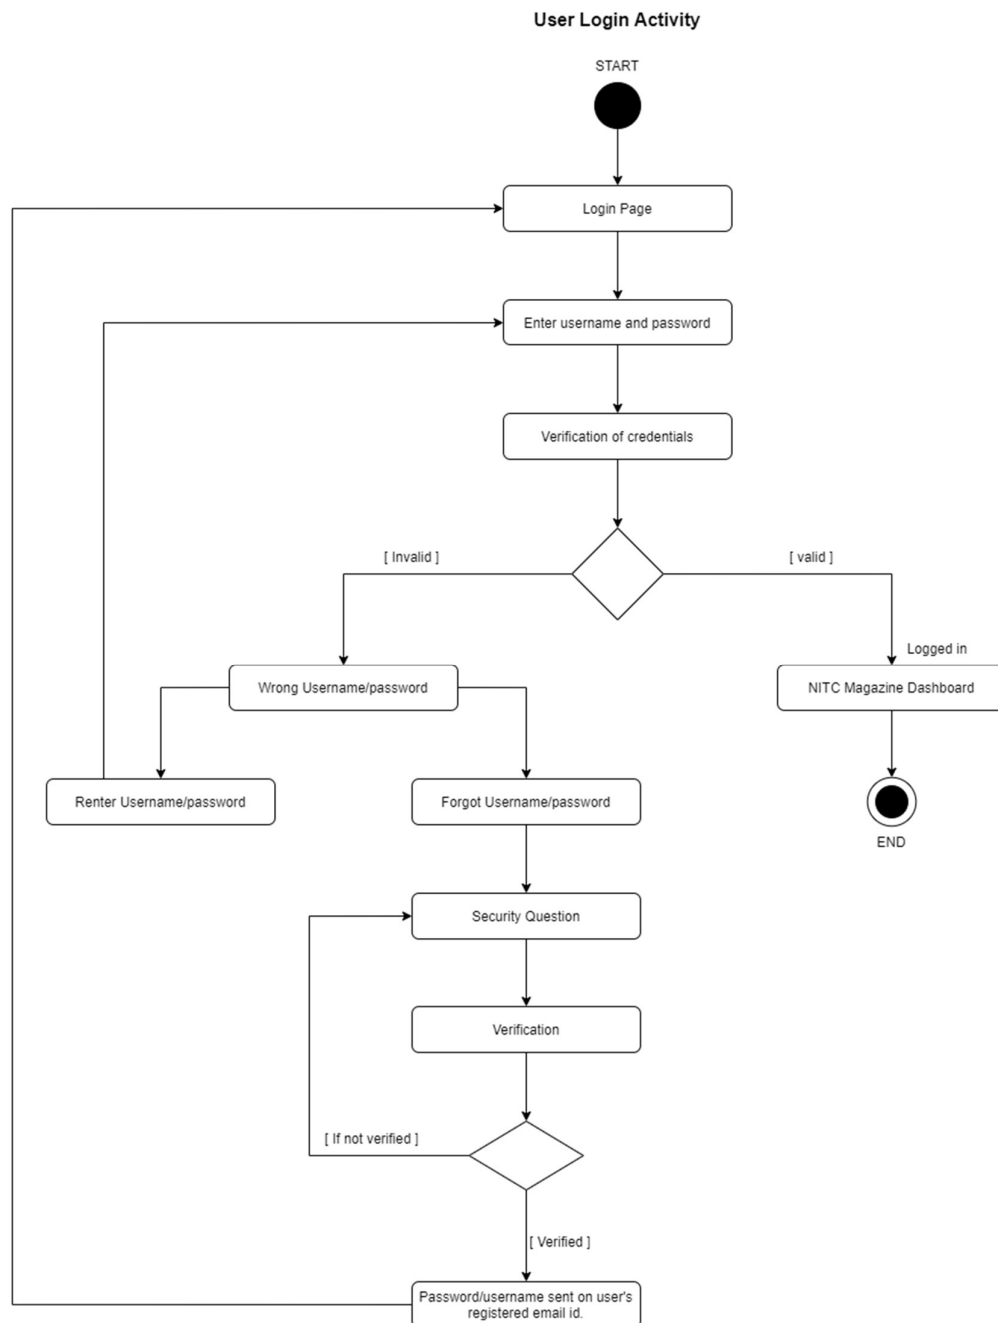 User Login Activity
START
Login Page
Enter username and password
Verification of credentials
[ Invalid ]
[ valid ]
Logged in
Wrong Username/password
NITC Magazine Dashboard
Renter Username/password
Forgot Username/password
END
Security Question
Verification
[ If not verified ]
[ Verified ]
Password/username sent on user's
registered email id.